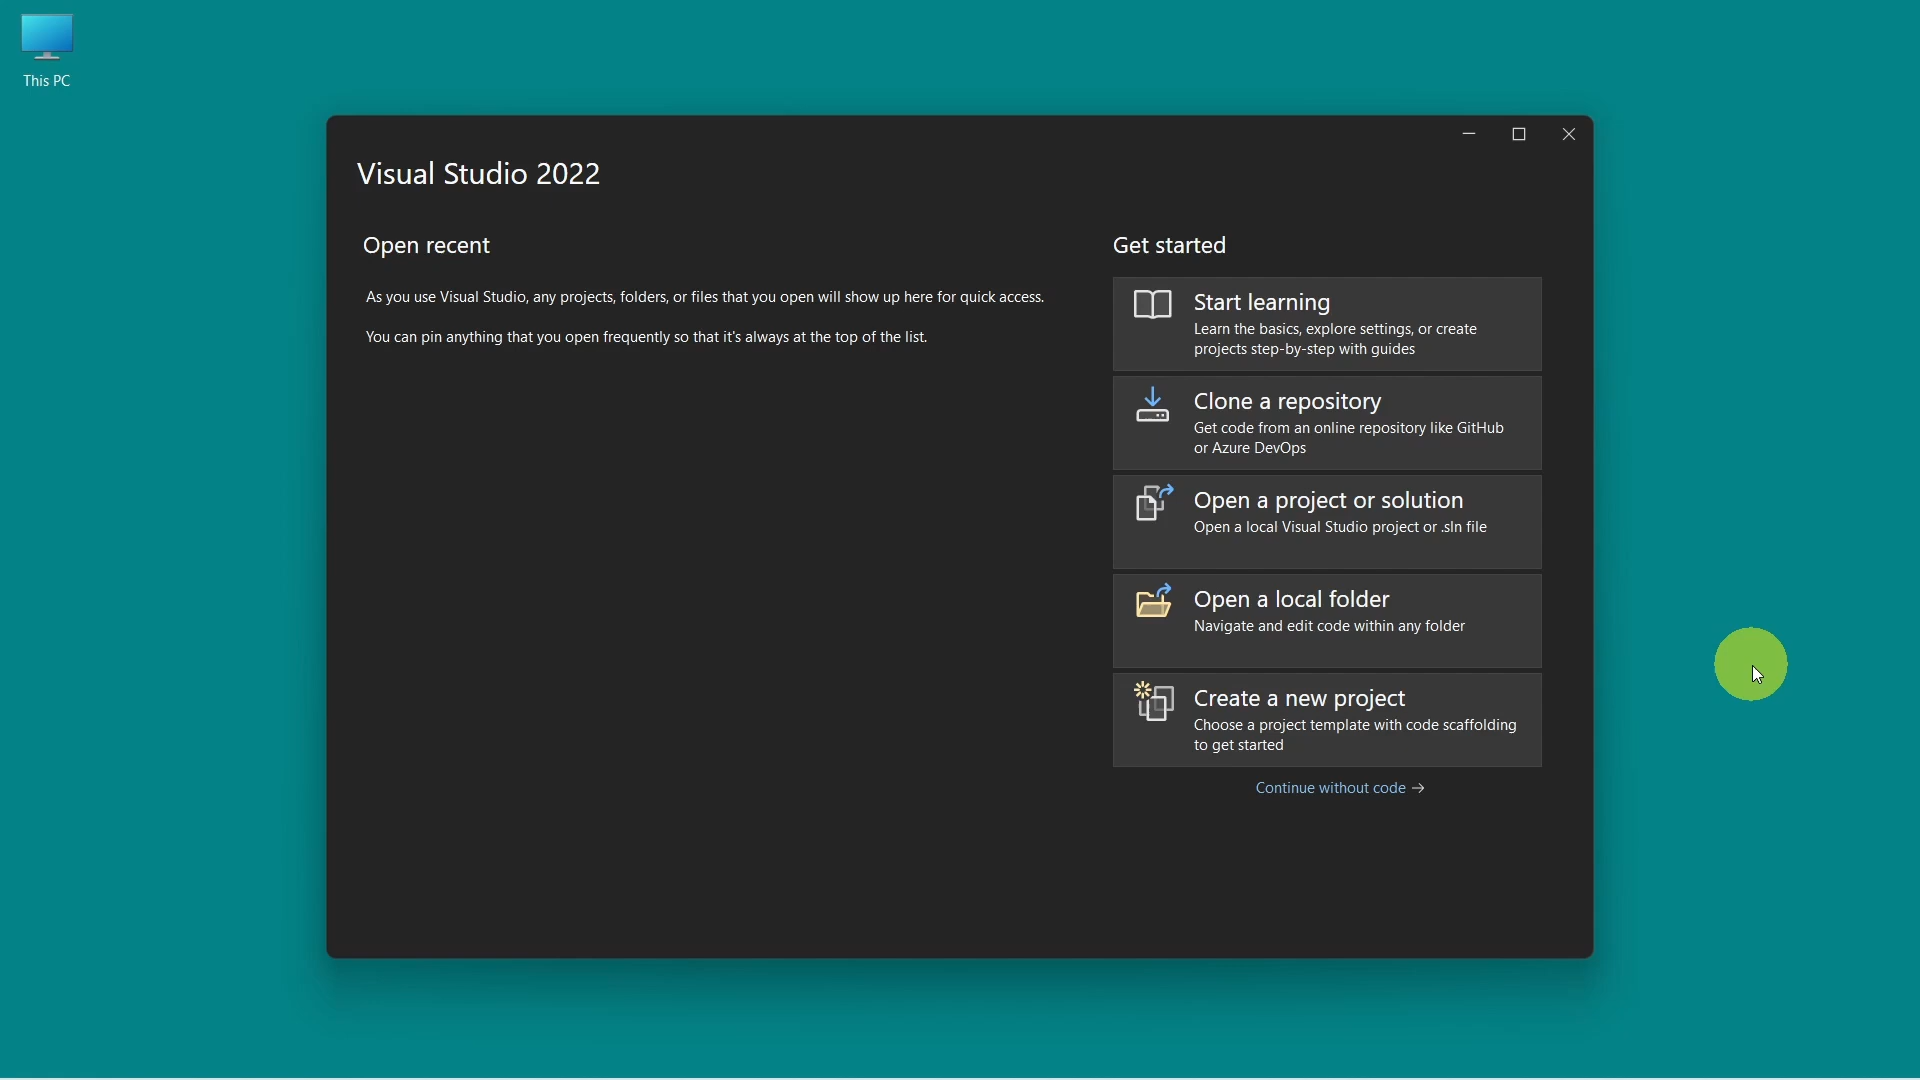 This PC
Visual Studio 2022
Open recent
As you use Visual Studio, any projects, folders, or files that you open will show up here for quick access.
You can pin anything that you open frequently so that it's always at the top of the list.
Get started
Start learning
Learn the basics, explore settings, or create
projects step-by-step with guides
Clone a repository
Get code from an online repository like GitHub
or Azure DevOps
Open a project or solution
Open a local Visual Studio project or .sln file
Open a local folder
Navigate and edit code within any folder
Create a new project
Choose a project template with code scaffolding
to get started
Continue without code →